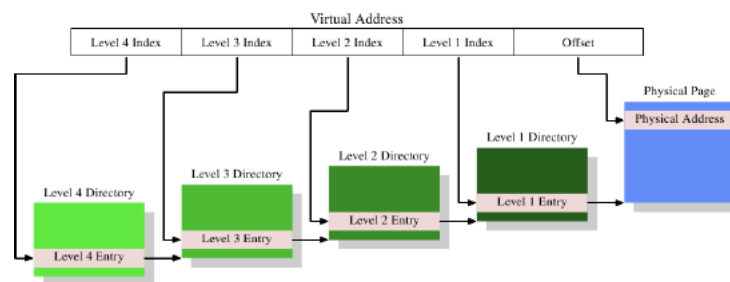 Virtual Address
Level 4 Index
Level 3 Index
Level 2 Index
Level 1 Index
Offset
Physical Page
Physical Address
Level 1 Directory
Level 2 Directory
Level 3 Directory
Level 4 Directory
Level 1 Entry
Level 2 Entry
Level 3 Entry
Level 4 Entry